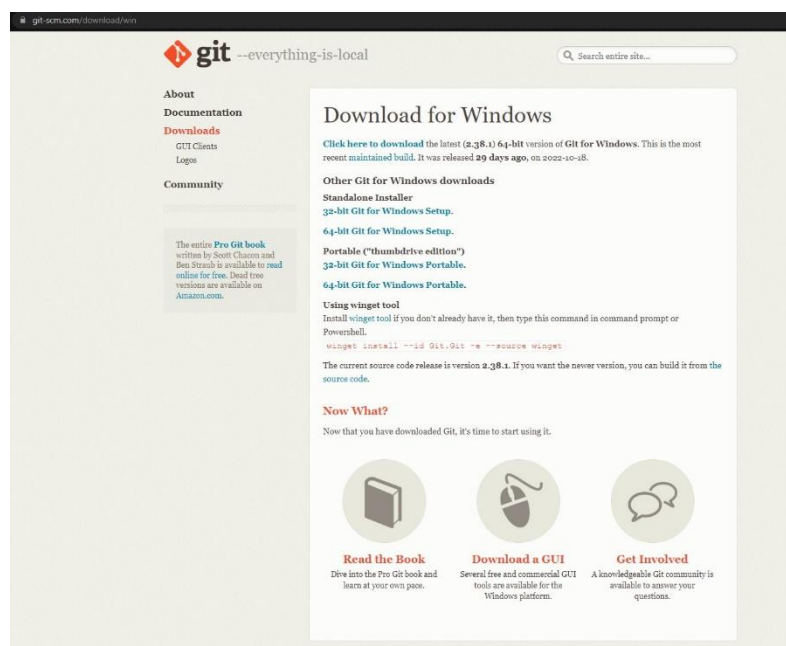 git-scm.com/download/win
git --everything-is-local
Search entire site...
About
Documentation
Downloads
GUI Clients
Logos
Community
The entire Pro Git book
written by Scott Chacon and
Ben Straub is available to read
online for free. Dead tree
versions are available on
Amazon.com.
Download for Windows
Click here to download the latest (2.38.1) 64-bit version of Git for Windows. This is the most
recent maintained build. It was released 29 days ago, on 2022-10-18.
Other Git for Windows downloads
Standalone Installer
32-bit Git for Windows Setup.
64-bit Git for Windows Setup.
Portable ("thumbdrive edition")
32-bit Git for Windows Portable.
64-bit Git for Windows Portable.
Using winget tool
Install winget tool if you don't already have it, then type this command in command prompt or
Powershell.
winget install --id Git.Git -e --source winget
The current source code release is version 2.38.1. If you want the newer version, you can build it from the
source code.
Now What?
Now that you have downloaded Git, it's time to start using it.
Read the Book
Dive into the Pro Git book and
learn at your own pace.
Download a GUI
Several free and commercial GUI
tools are available for the
Windows platform.
Get Involved
A knowledgeable Git community is
available to answer your
questions.